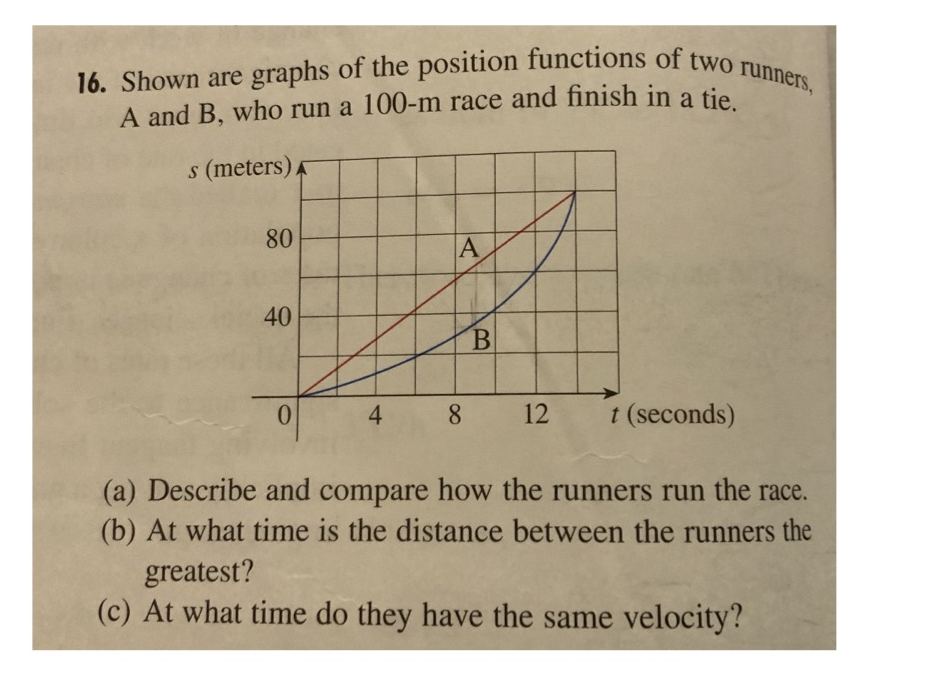 16. Shown are graphs of the position functions of two runners,
A and B, who run a 100-m race and finish in a tie.
s (meters)
80
A
40
B
0 4 8 12 t (seconds)
(a) Describe and compare how the runners run the race.
(b) At what time is the distance between the runners the
greatest?
(c) At what time do they have the same velocity?